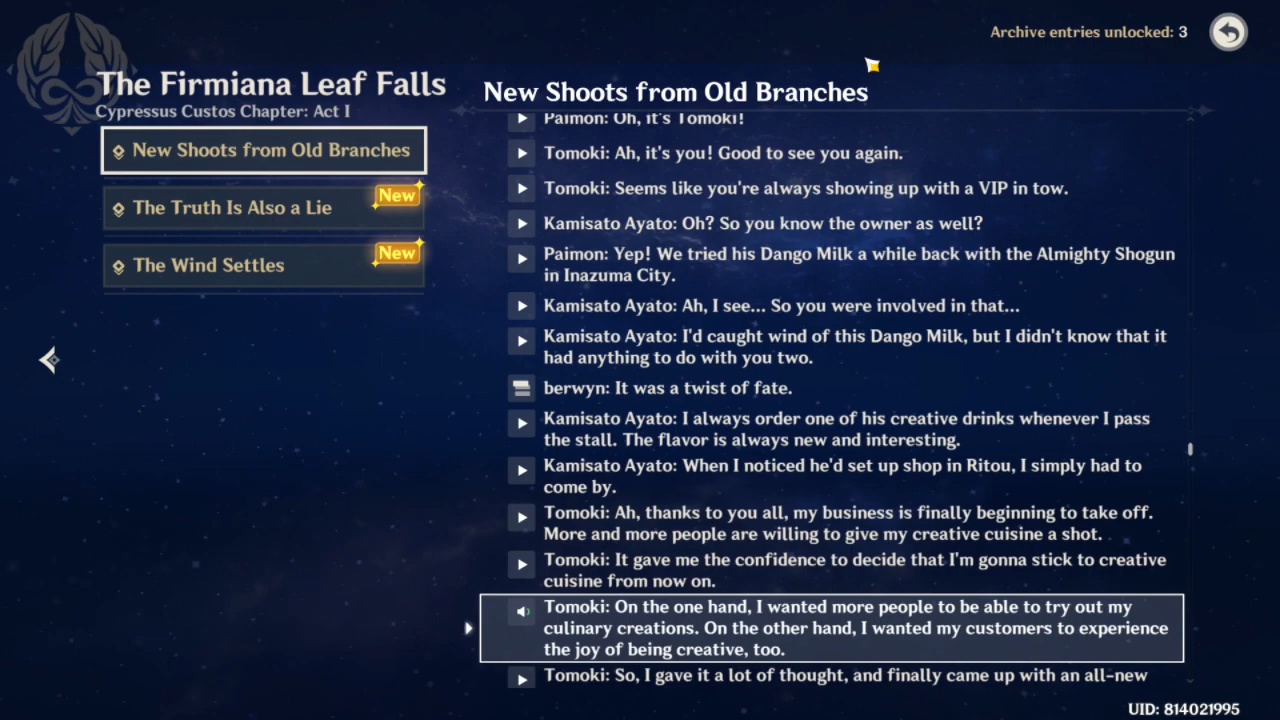 Archive entries unlocked: 3
The Firmiana Leaf Falls
Cypressus Custos Chapter: Act I
New Shoots from Old Branches
New
The Truth Is Also a Lie
New
The Wind Settles
New Shoots from Old Branches
Paimon: Oh, it's Tomoki!
Tomoki: Ah, it's you! Good to see you again.
Tomoki: Seems like you're always showing up with a VIP in tow.
Kamisato Ayato: Oh? So you know the owner as well?
Paimon: Yep! We tried his Dango Milk a while back with the Almighty Shogun
in Inazuma City.
Kamisato Ayato: Ah, I see... So you were involved in that...
Kamisato Ayato: I'd caught wind of this Dango Milk, but I didn't know that it
had anything to do with you two.
berwyn: It was a twist of fate.
Kamisato Ayato: I always order one of his creative drinks whenever I pass
the stall. The flavor is always new and interesting.
Kamisato Ayato: When I noticed he'd set up shop in Ritou, I simply had to
come by.
Tomoki: Ah, thanks to you all, my business is finally beginning to take off.
More and more people are willing to give my creative cuisine a shot.
Tomoki: It gave me the confidence to decide that I'm gonna stick to creative
cuisine from now on.
Tomoki: On the one hand, I wanted more people to be able to try out my
culinary creations. On the other hand, I wanted my customers to experience
the joy of being creative, too.
Tomoki: So, I gave it a lot of thought, and finally came up with an all-new
UID: 814021995